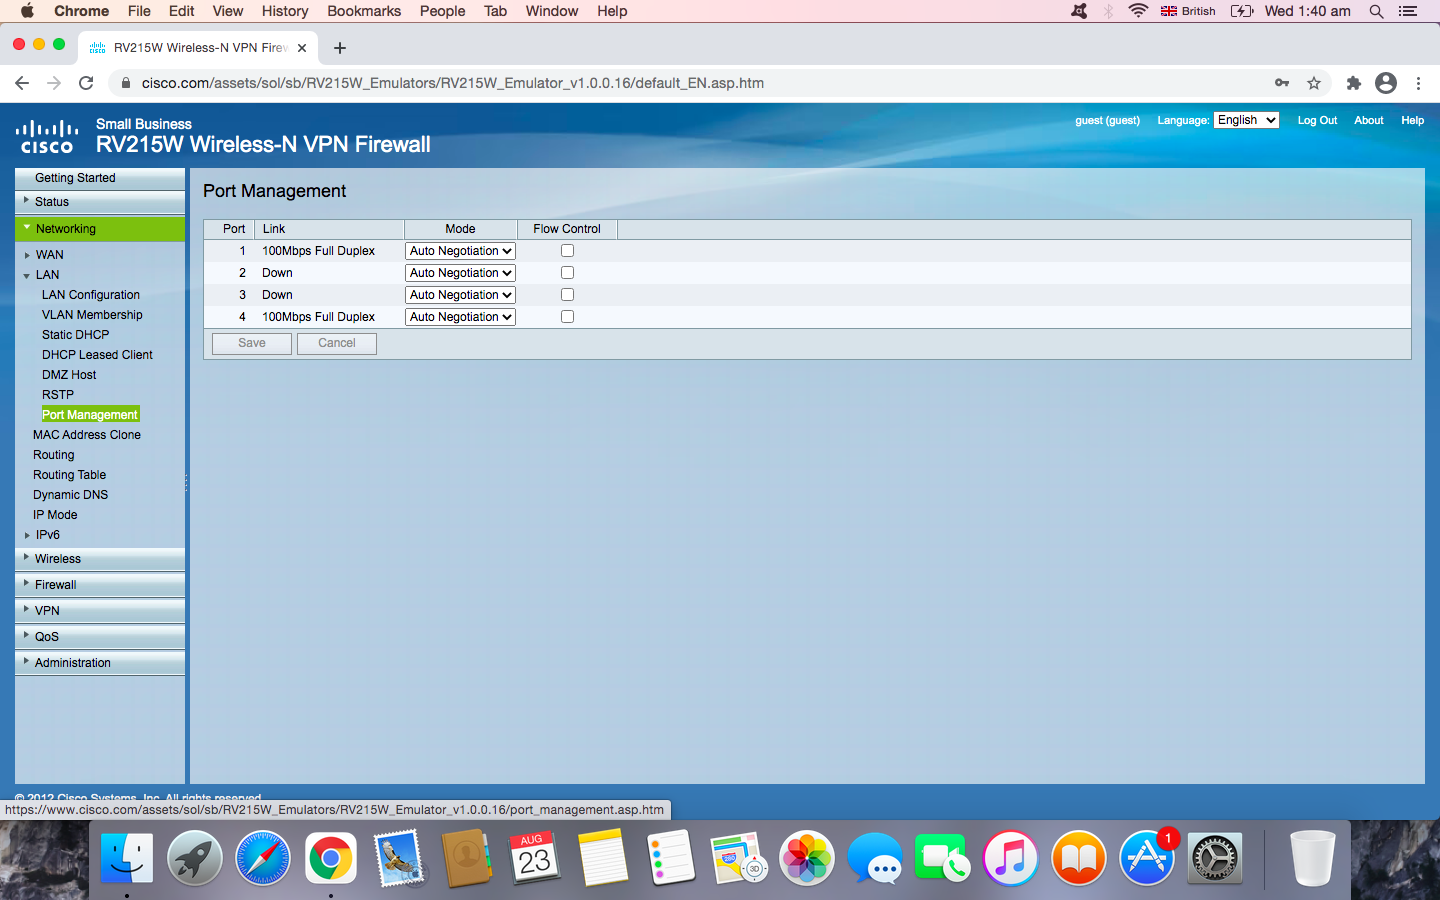 Chrome File Edit View History Bookmarks People Tab Window Help British Wed 1:40 am
RV215W Wireless-N VPN Firew
cisco.com/assets/sol/sb/RV215W_Emulators/RV215W_Emulator_v1.0.0.16/default_EN.asp.htm
cisco
Small Business
RV215W Wireless-N VPN Firewall
guest (guest) Language: English Log Out About Help
Getting Started
Status
Networking
WAN
LAN
LAN Configuration
VLAN Membership
Static DHCP
DHCP Leased Client
DMZ Host
RSTP
Port Management
MAC Address Clone
Routing
Routing Table
Dynamic DNS
IP Mode
IPv6
Wireless
Firewall
VPN
QoS
Administration
Port Management
Port Link Mode Flow Control
1 100Mbps Full Duplex Auto Negotiation
2 Down Auto Negotiation
3 Down Auto Negotiation
4 100Mbps Full Duplex Auto Negotiation
Save Cancel
© 2012 Cisco Systems, Inc. All rights reserved.
https://www.cisco.com/assets/sol/sb/RV215W_Emulators/RV215W_Emulator_v1.0.0.16/port_management.asp.htm
AUG
23
280
3D
1